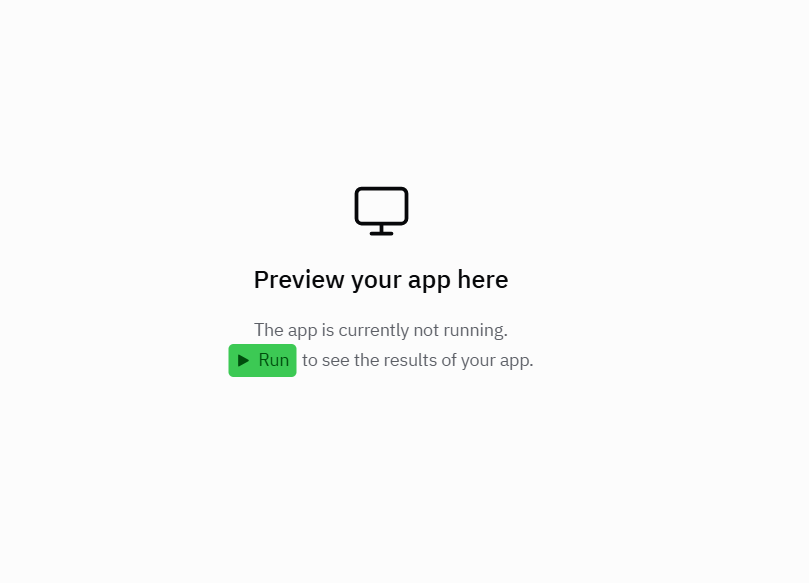 Preview your app here
The app is currently not running.
Run to see the results of your app.